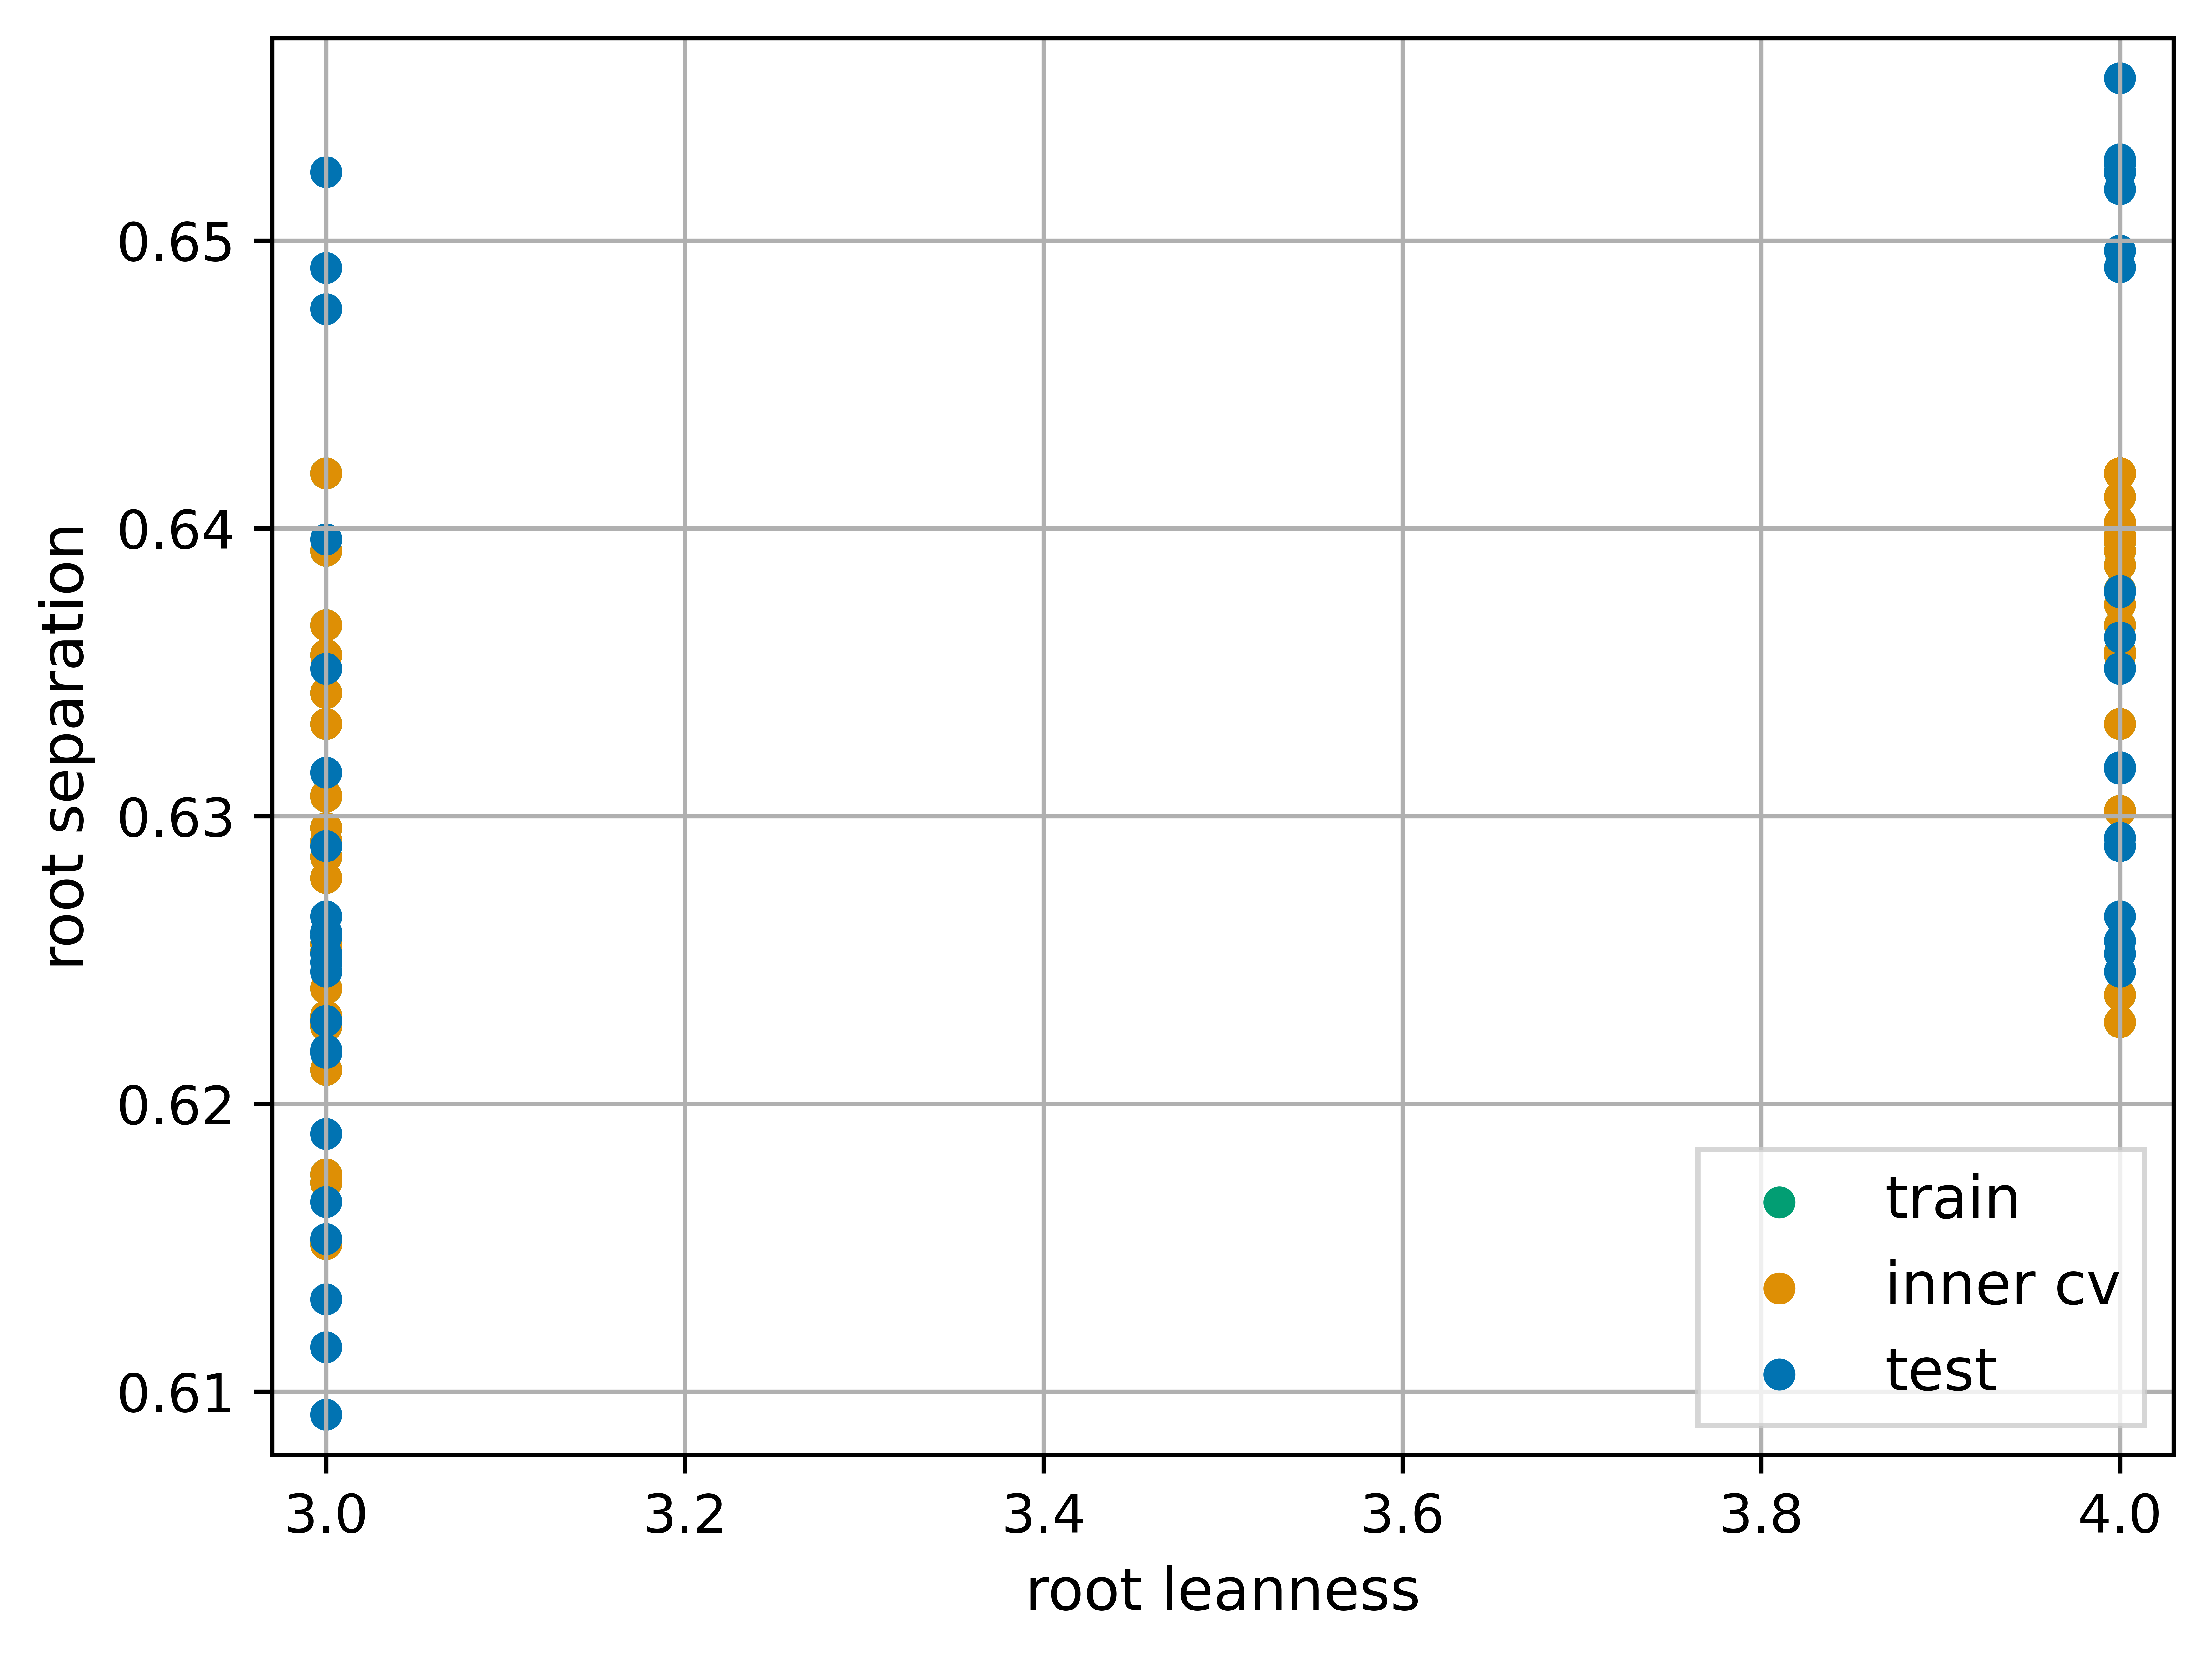 root separation
0.65
0.64
0.63
0.62
0.61
3.0 3.2 3.4 3.6 3.8 4.0
root leanness
train
inner cv
test